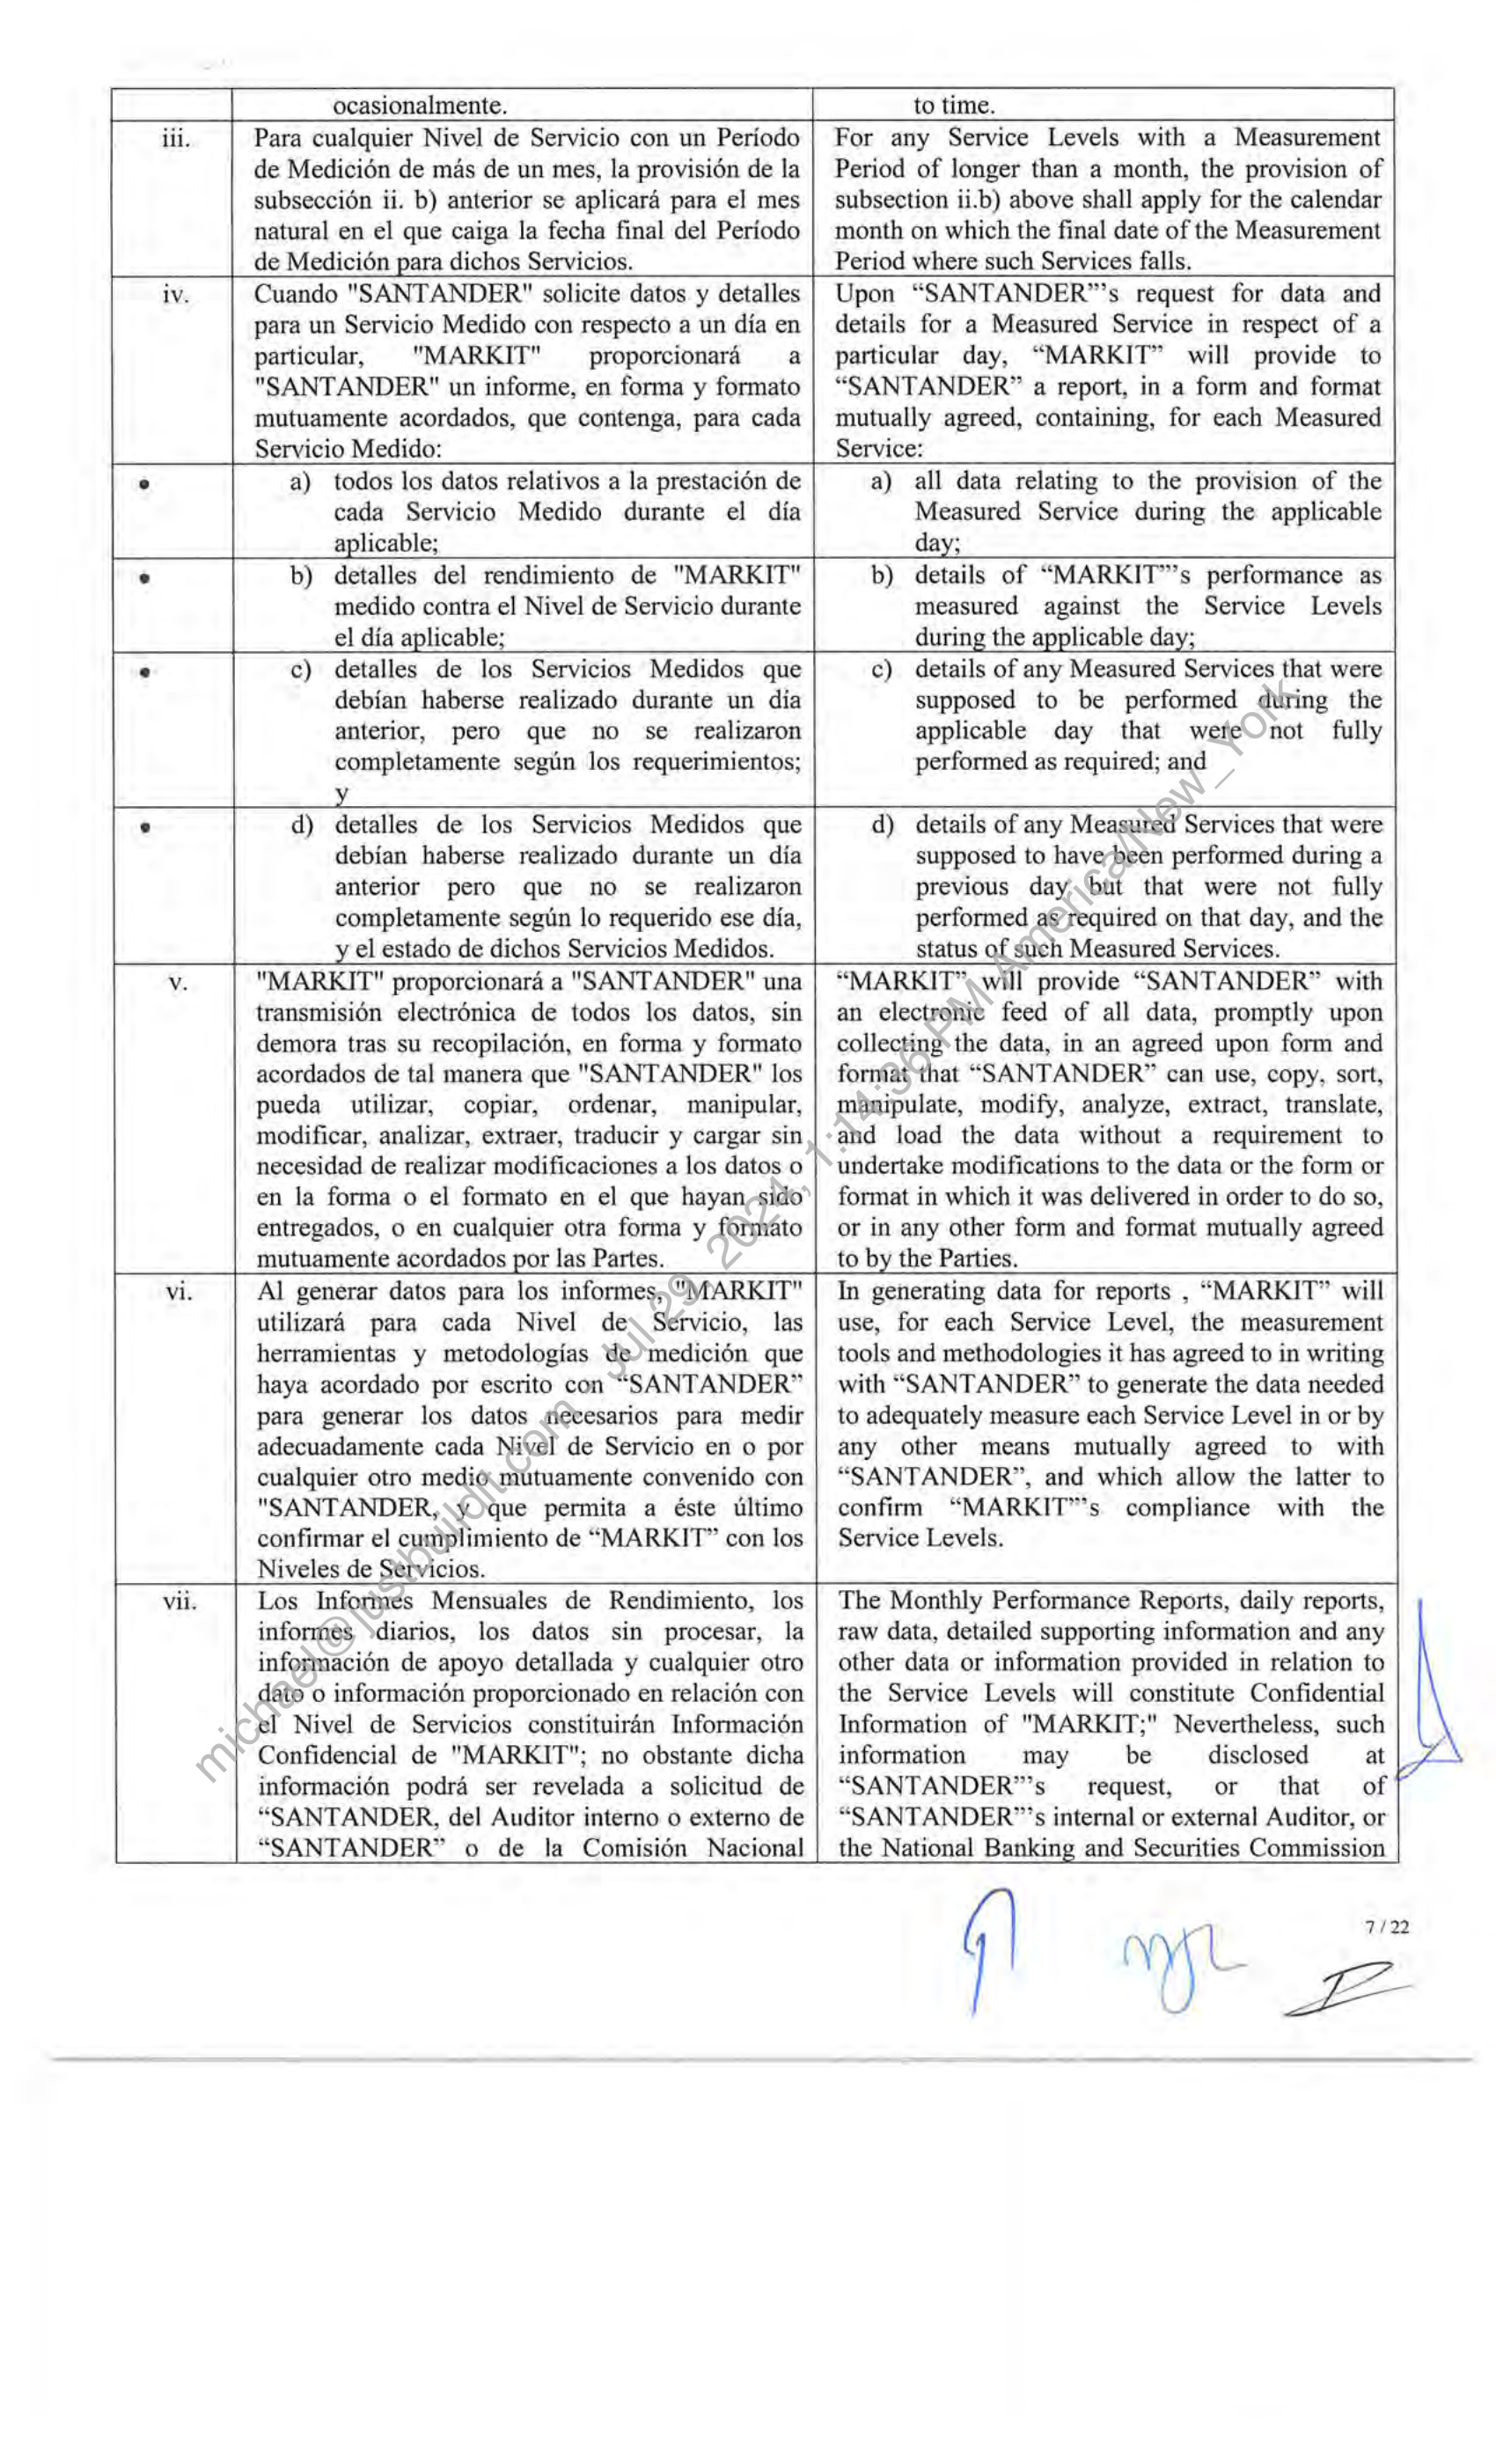 ocasionalmente.
to time.
iii.
Para cualquier Nivel de Servicio con un Período
de Medición de más de un mes, la provisión de la
subsección ii. b) anterior se aplicará para el mes
natural en el que caiga la fecha final del Período
de Medición para dichos Servicios.
For any Service Levels with a Measurement
Period of longer than a month, the provision of
subsection ii.b) above shall apply for the calendar
month on which the final date of the Measurement
Period where such Services falls.
iv.
Cuando "SANTANDER" solicite datos y detalles
para un Servicio Medido con respecto a un día en
particular, "MARKIT" proporcionará a
"SANTANDER" un informe, en forma y formato
mutuamente acordados, que contenga, para cada
Servicio Medido:
Upon “SANTANDER”'s request for data and
details for a Measured Service in respect of a
particular day, “MARKIT” will provide to
“SANTANDER” a report, in a form and format
mutually agreed, containing, for each Measured
Service:
• a) todos los datos relativos a la prestación de
cada Servicio Medido durante el día
aplicable;
a) all data relating to the provision of the
Measured Service during the applicable
day;
• b) detalles del rendimiento de "MARKIT"
medido contra el Nivel de Servicio durante
el día aplicable;
b) details of “MARKIT”'s performance as
measured against the Service Levels
during the applicable day;
• c) detalles de los Servicios Medidos que
debían haberse realizado durante un día
anterior, pero que no se realizaron
completamente según los requerimientos;
y
c) details of any Measured Services that were
supposed to be performed during the
applicable day that were not fully
performed as required; and
• d) detalles de los Servicios Medidos que
debían haberse realizado durante un día
anterior pero que no se realizaron
completamente según lo requerido ese día,
y el estado de dichos Servicios Medidos.
d) details of any Measured Services that were
supposed to have been performed during a
previous day but that were not fully
performed as required on that day, and the
status of such Measured Services.
v.
"MARKIT" proporcionará a "SANTANDER" una
transmisión electrónica de todos los datos, sin
demora tras su recopilación, en forma y formato
acordados de tal manera que "SANTANDER" los
pueda utilizar, copiar, ordenar, manipular,
modificar, analizar, extraer, traducir y cargar sin
necesidad de realizar modificaciones a los datos o
en la forma o el formato en el que hayan sido
entregados, o en cualquier otra forma y formato
mutuamente acordados por las Partes.
“MARKIT” will provide “SANTANDER” with
an electronic feed of all data, promptly upon
collecting the data, in an agreed upon form and
format that “SANTANDER” can use, copy, sort,
manipulate, modify, analyze, extract, translate,
and load the data without a requirement to
undertake modifications to the data or the form or
format in which it was delivered in order to do so,
or in any other form and format mutually agreed
to by the Parties.
vi.
Al generar datos para los informes, "MARKIT"
utilizará para cada Nivel de Servicio, las
herramientas y metodologías de medición que
haya acordado por escrito con “SANTANDER”
para generar los datos necesarios para medir
adecuadamente cada Nivel de Servicio en o por
cualquier otro medio mutuamente convenido con
"SANTANDER, y que permita a éste último
confirmar el cumplimiento de “MARKIT” con los
Niveles de Servicios.
In generating data for reports , “MARKIT” will
use, for each Service Level, the measurement
tools and methodologies it has agreed to in writing
with “SANTANDER” to generate the data needed
to adequately measure each Service Level in or by
any other means mutually agreed to with
“SANTANDER”, and which allow the latter to
confirm “MARKIT”'s compliance with the
Service Levels.
vii.
Los Informes Mensuales de Rendimiento, los
informes diarios, los datos sin procesar, la
información de apoyo detallada y cualquier otro
dato o información proporcionado en relación con
el Nivel de Servicios constituirán Información
Confidencial de "MARKIT"; no obstante dicha
información podrá ser revelada a solicitud de
“SANTANDER, del Auditor interno o externo de
“SANTANDER” o de la Comisión Nacional
The Monthly Performance Reports, daily reports,
raw data, detailed supporting information and any
other data or information provided in relation to
the Service Levels will constitute Confidential
Information of "MARKIT;" Nevertheless, such
information may be disclosed at
“SANTANDER”'s request, or that of
“SANTANDER”'s internal or external Auditor, or
the National Banking and Securities Commission
7 / 22
michael@justbuildit.com Jul 29, 2024, 1:14:36 PM America/New_York